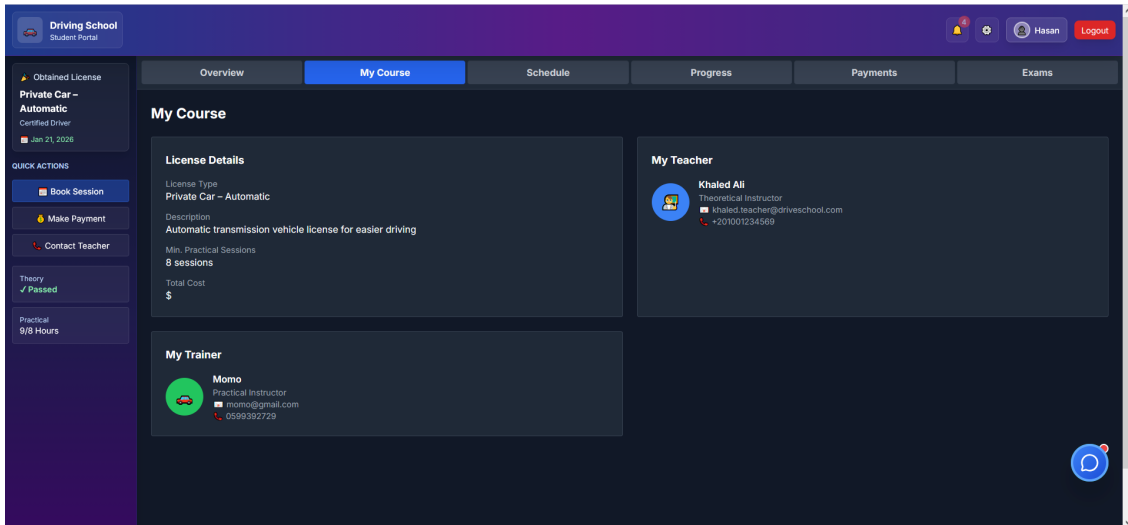 Driving School
Student Portal
4
Hasan
Logout
Obtained License
Private Car –
Automatic
Certified Driver
Jan 21, 2026
QUICK ACTIONS
Book Session
Make Payment
Contact Teacher
Theory
✓ Passed
Practical
9/8 Hours
Overview
My Course
Schedule
Progress
Payments
Exams
My Course
License Details
License Type
Private Car – Automatic
Description
Automatic transmission vehicle license for easier driving
Min. Practical Sessions
8 sessions
Total Cost
$
My Teacher
Khaled Ali
Theoretical Instructor
khaled.teacher@driveschool.com
+201001234569
My Trainer
Momo
Practical Instructor
momo@gmail.com
0599392729